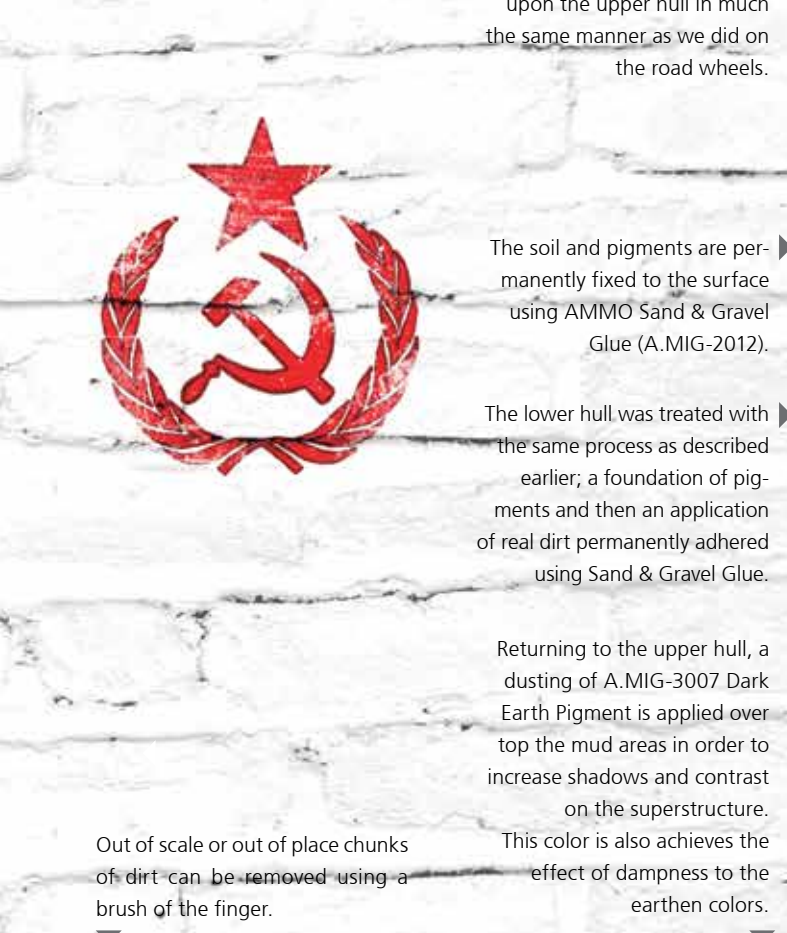 upon the upper hull in much
the same manner as we did on
the road wheels.
The soil and pigments are per-
manently fixed to the surface
using AMMO Sand & Gravel
Glue (A.MIG-2012).
The lower hull was treated with
the same process as described
earlier; a foundation of pig-
ments and then an application
of real dirt permanently adhered
using Sand & Gravel Glue.
Returning to the upper hull, a
dusting of A.MIG-3007 Dark
Earth Pigment is applied over
top the mud areas in order to
increase shadows and contrast
on the superstructure.
This color is also achieves the
effect of dampness to the
earthen colors.
Out of scale or out of place chunks
of dirt can be removed using a
brush of the finger.